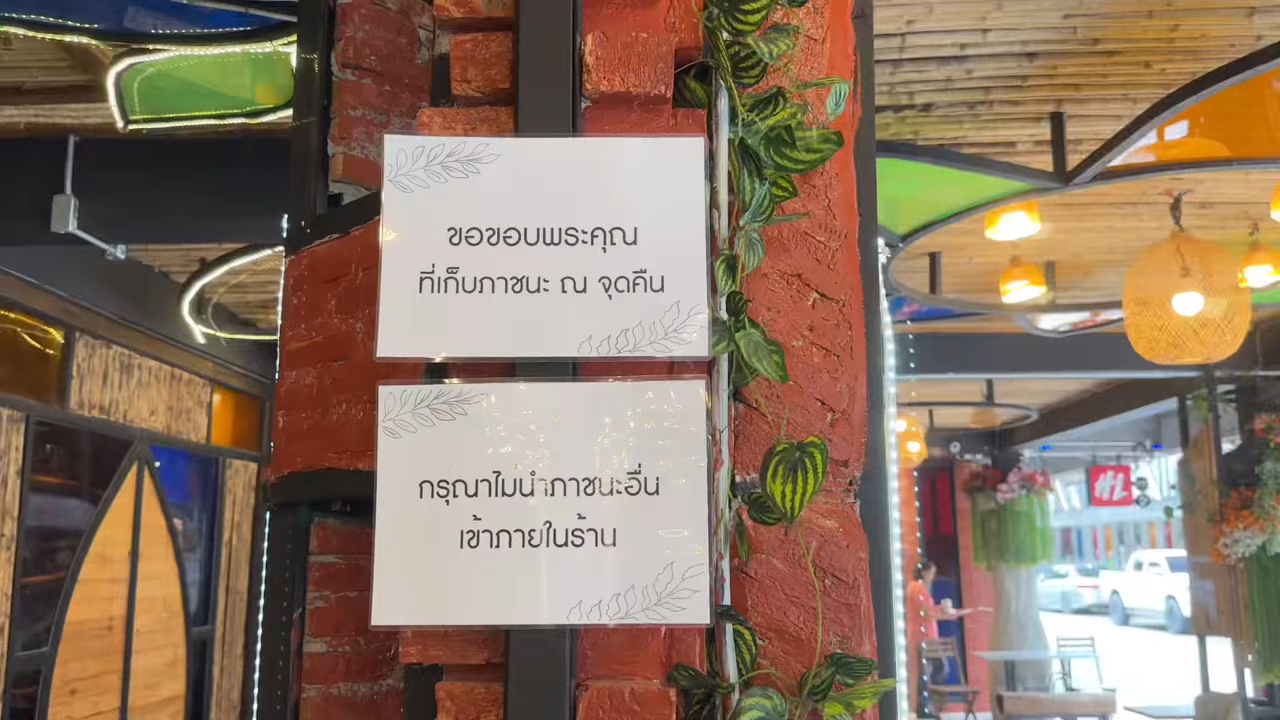 ขอขอบพระคุณ
ที่เก็บภาชนะ ณ จุดคืน
กรุณาไม่นำภาชนะอื่น
เข้าภายในร้าน
HL